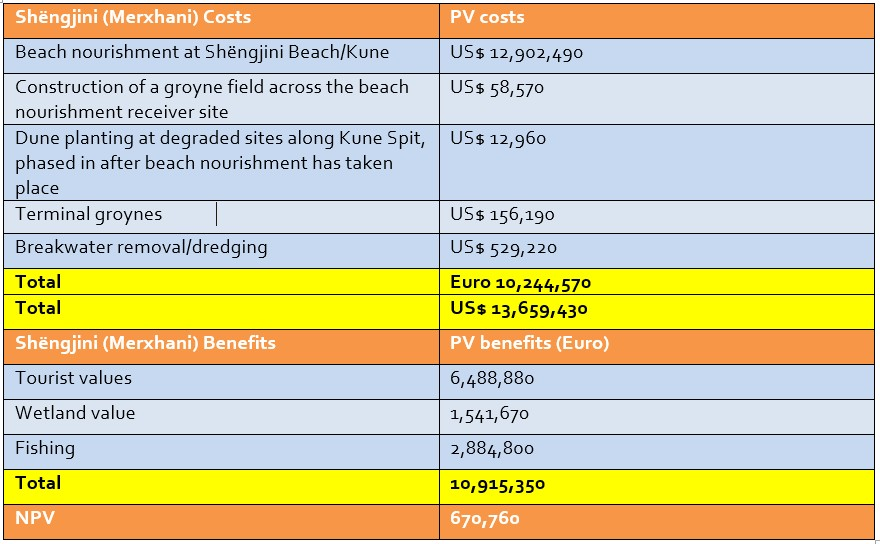 Shëngjini (Merxhani) Costs PV costs
Beach nourishment at Shëngjini Beach/Kune US$ 12,902,490
Construction of a groyne field across the beach US$ 58,570
nourishment receiver site
Dune planting at degraded sites along Kune Spit, US$ 12,960
phased in after beach nourishment has taken
place
Terminal groynes US$ 156,190
Breakwater removal/dredging US$ 529,220
Total Euro 10,244,570
Total US$ 13,659,430
Shëngjini (Merxhani) Benefits PV benefits (Euro)
Tourist values 6,488,880
Wetland value 1,541,670
Fishing 2,884,800
Total 10,915,350
NPV 670,760